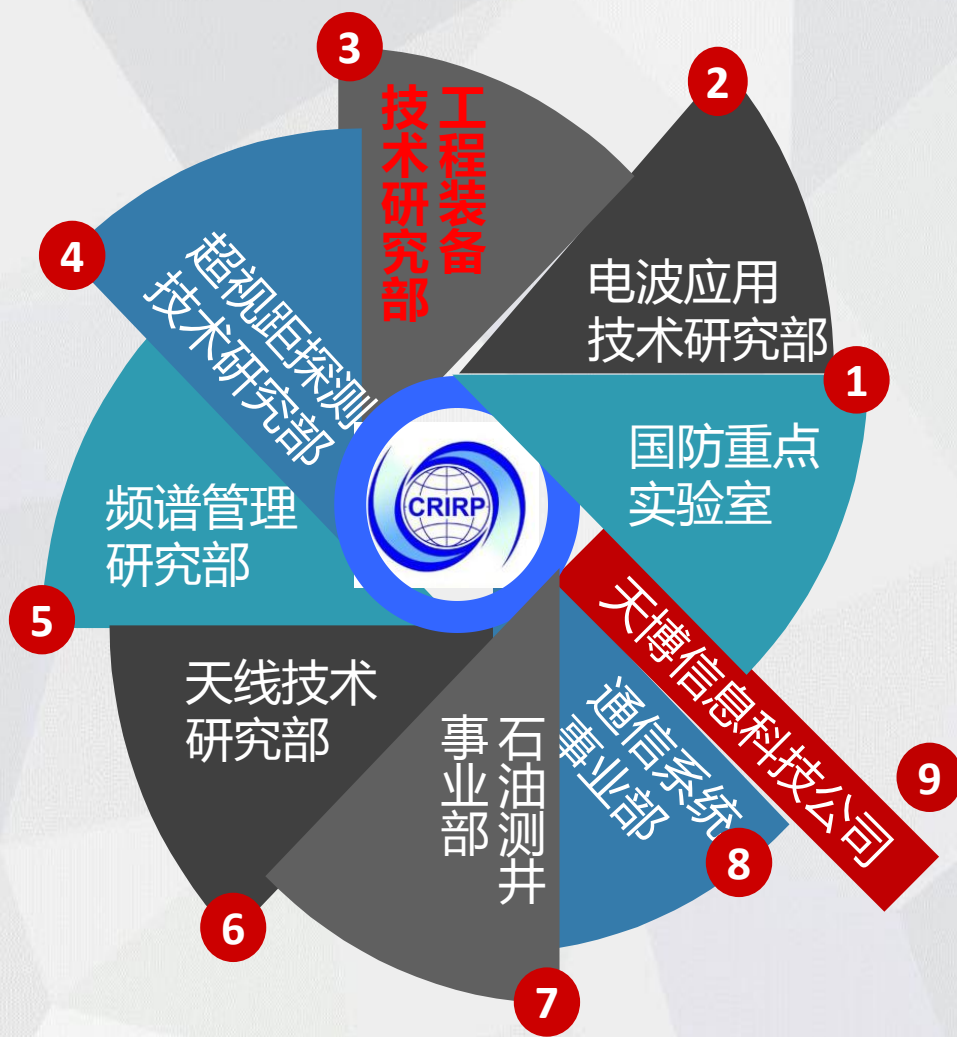 1
国防重点
实验室
2
电波应用
技术研究部
3
工程装备
技术研究部
4
超视距探测
技术研究部
5
频谱管理
研究部
6
天线技术
研究部
7
石油测井
事业部
8
通信系统
事业部
9
天博信息科技公司
CRIRP